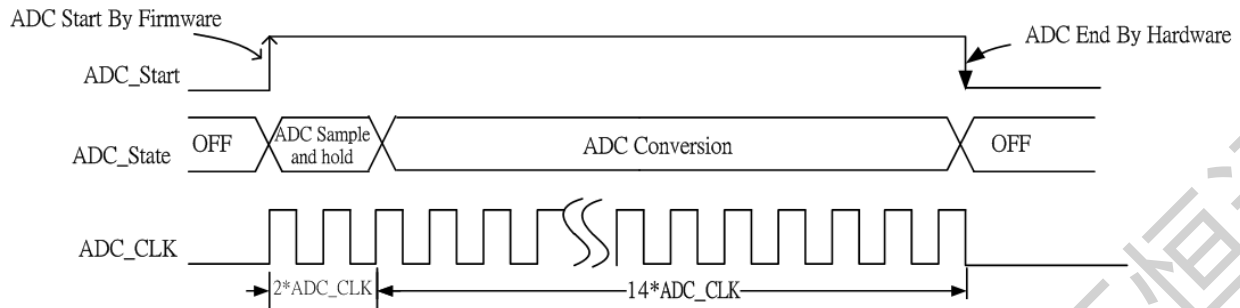 ADC Start By Firmware
ADC End By Hardware
ADC_Start
ADC_State
OFF
ADC Sample
and hold
ADC Conversion
OFF
ADC_CLK
2*ADC_CLK
14*ADC_CLK
恒